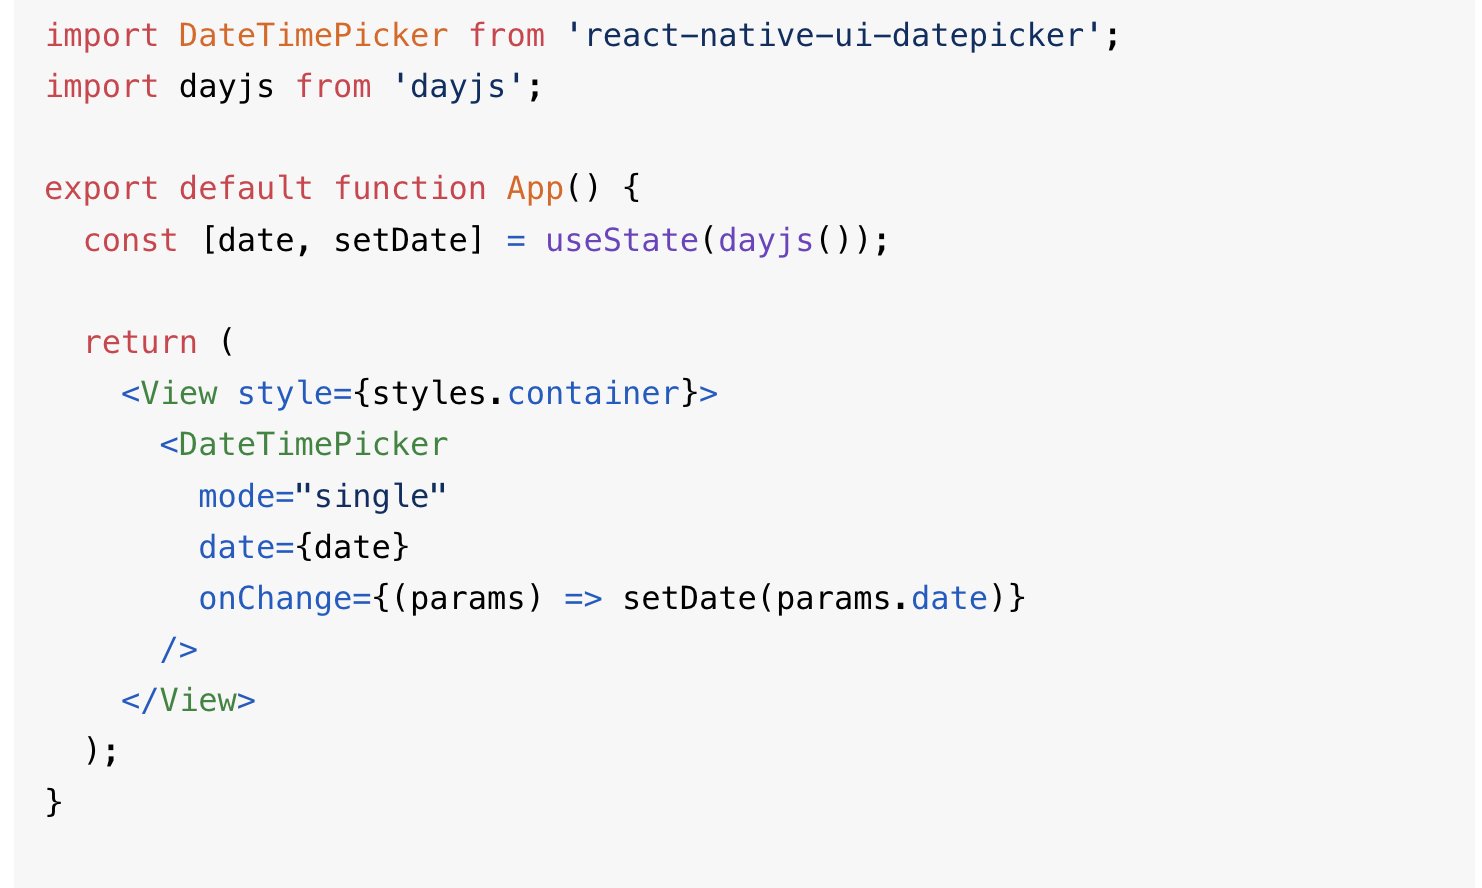 import DateTimePicker from 'react-native-ui-datepicker';
import dayjs from 'dayjs';

export default function App() {
  const [date, setDate] = useState(dayjs());

  return (
    <View style={styles.container}>
      <DateTimePicker
        mode="single"
        date={date}
        onChange={(params) => setDate(params.date)}
      />
    </View>
  );
}